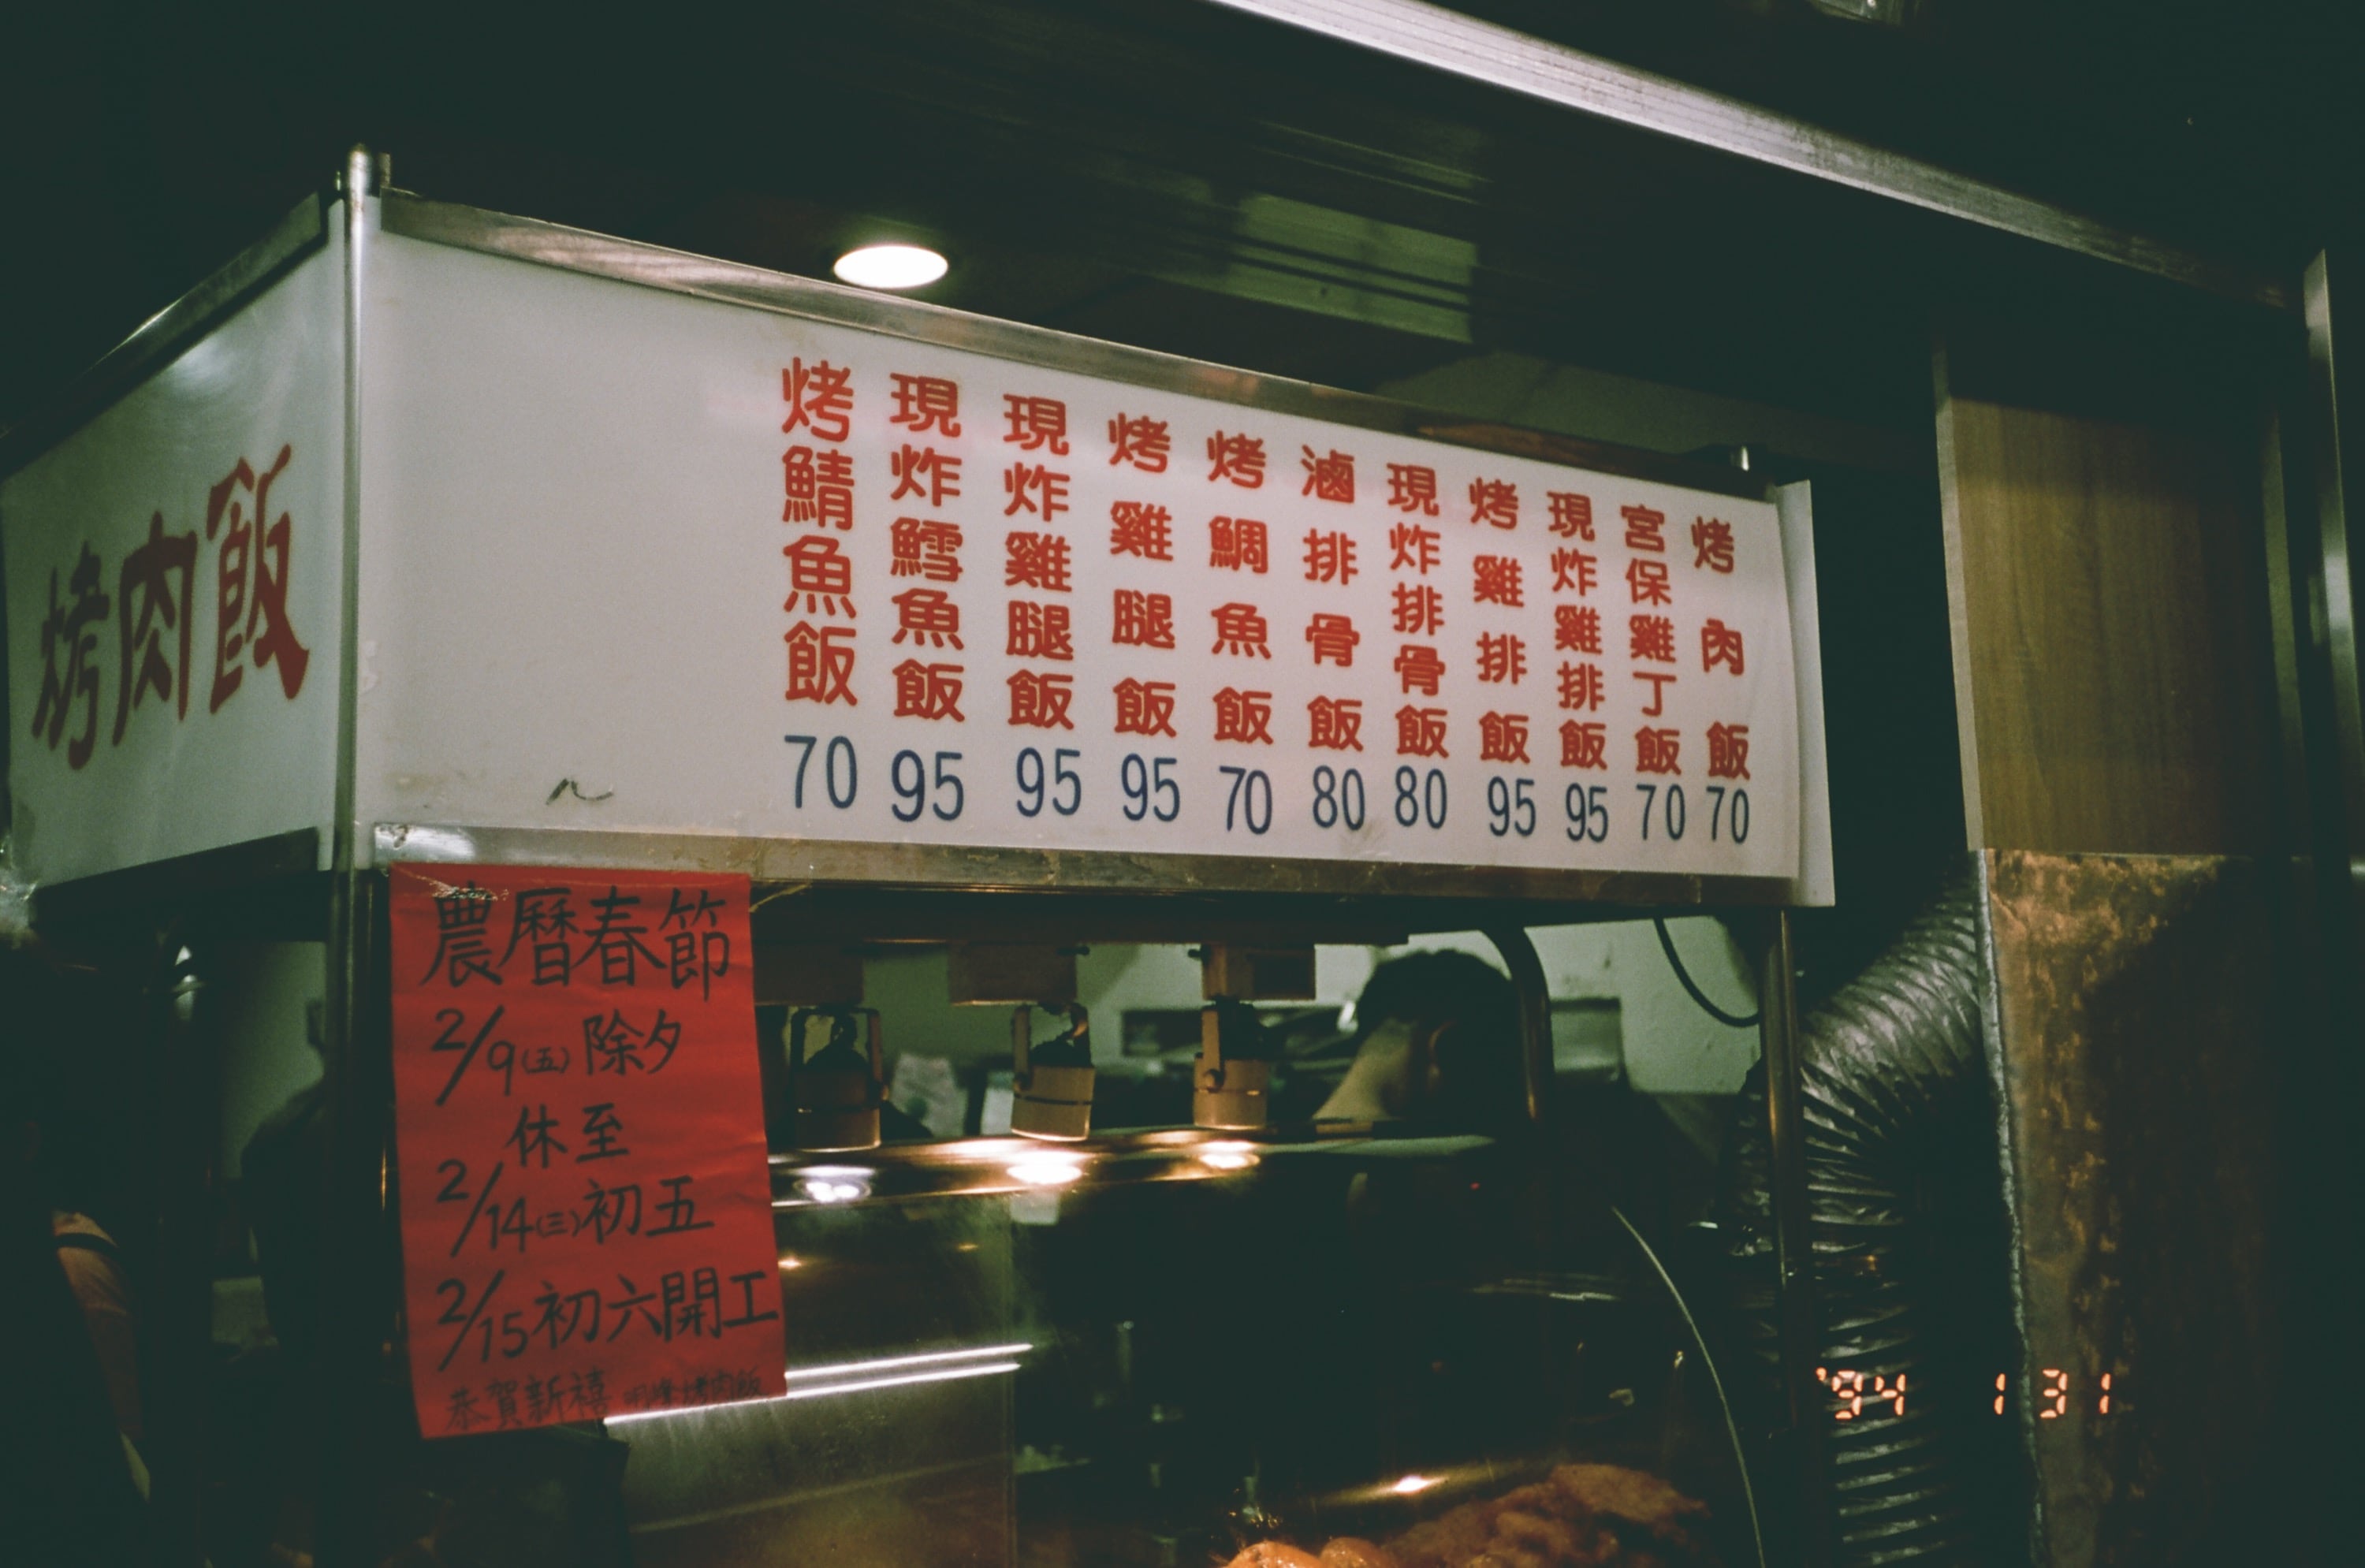 烤肉飯
烤肉飯 70
宮保雞丁飯 70
現炸雞排飯 95
烤雞排飯 95
現炸排骨飯 80
滷排骨飯 80
烤鯛魚飯 70
烤雞腿飯 95
現炸雞腿飯 95
現炸鱈魚飯 95
烤鯖魚飯 70
農曆春節
2/9(五)除夕
休至
2/14(三)初五
2/15初六開工
恭賀新禧 烤肉飯
'94 1 31